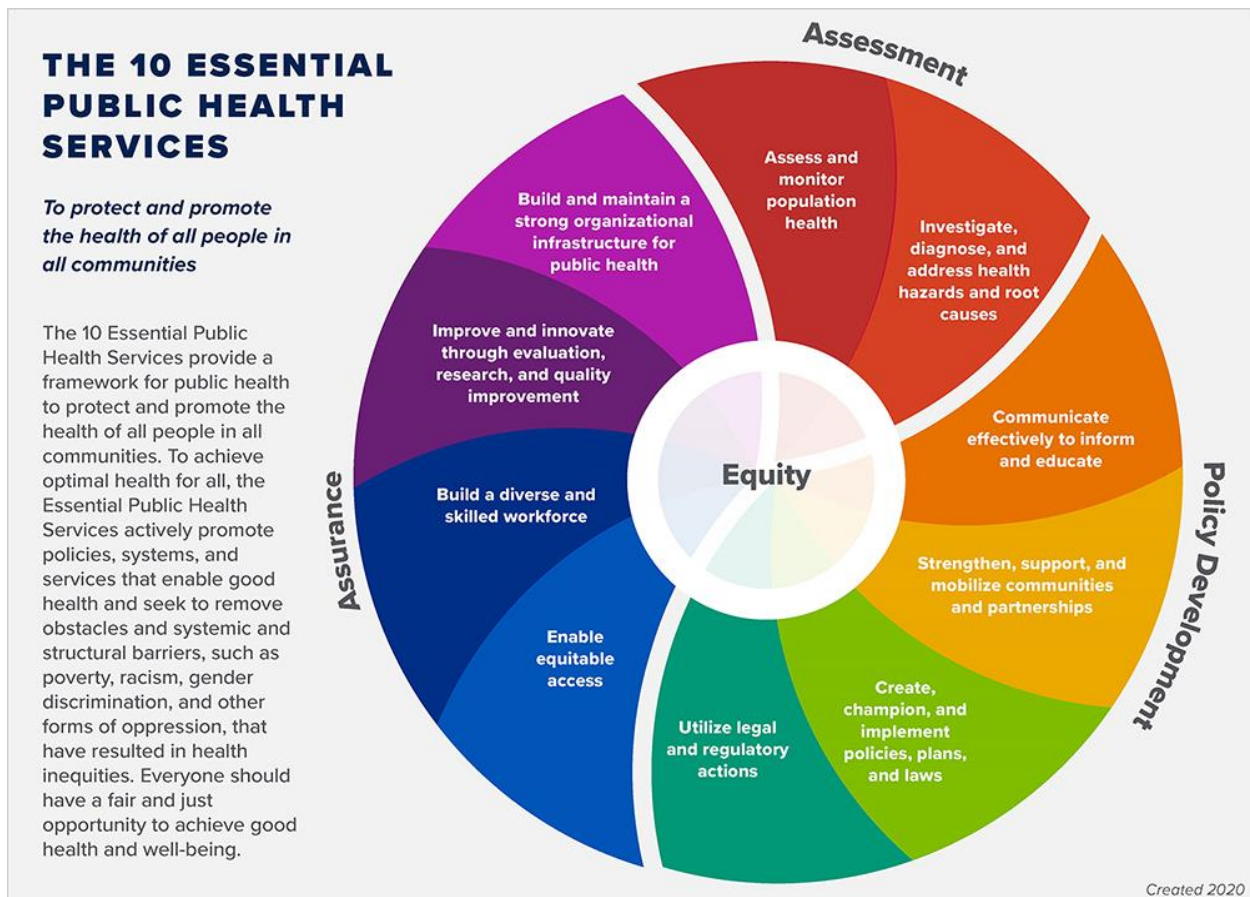 THE 10 ESSENTIAL
PUBLIC HEALTH
SERVICES
To protect and promote
the health of all people in
all communities
The 10 Essential Public
Health Services provide a
framework for public health
to protect and promote the
health of all people in all
communities. To achieve
optimal health for all, the
Essential Public Health
Services actively promote
policies, systems, and
services that enable good
health and seek to remove
obstacles and systemic and
structural barriers, such as
poverty, racism, gender
discrimination, and other
forms of oppression, that
have resulted in health
inequities. Everyone should
have a fair and just
opportunity to achieve good
health and well-being.
Assessment
Assess and
monitor
population
health
Investigate,
diagnose, and
address health
hazards and root
causes
Policy Development
Communicate
effectively to inform
and educate
Strengthen, support, and
mobilize communities
and partnerships
Create,
champion, and
implement
policies, plans,
and laws
Utilize legal
and regulatory
actions
Assurance
Enable
equitable
access
Build a diverse and
skilled workforce
Improve and innovate
through evaluation,
research, and quality
improvement
Build and maintain a
strong organizational
infrastructure for
public health
Equity
Created 2020